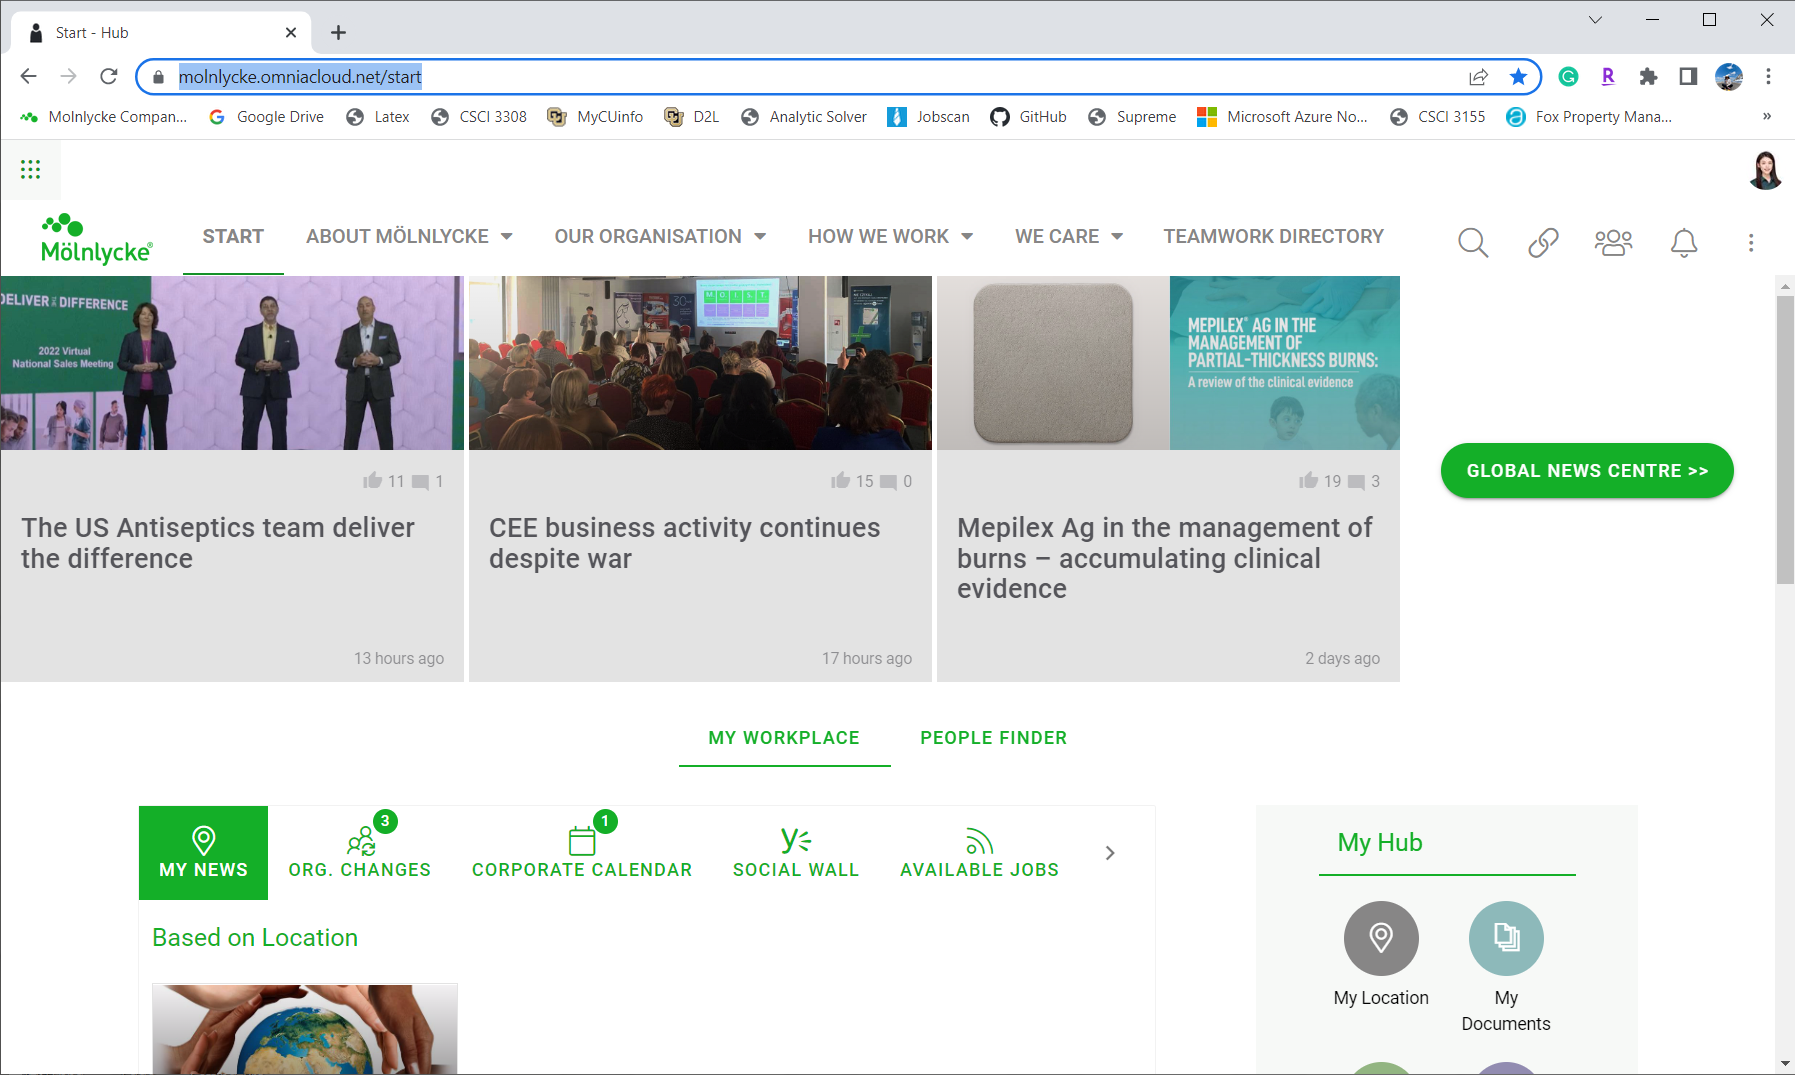 Start - Hub
molnlycke.omniacloud.net/start
Molnlycke Compan...
Google Drive
Latex
CSCI 3308
MyCUinfo
D2L
Analytic Solver
Jobscan
GitHub
Supreme
Microsoft Azure No...
CSCI 3155
Fox Property Mana...
»
Mölnlycke®
START
ABOUT MÖLNLYCKE
OUR ORGANISATION
HOW WE WORK
WE CARE
TEAMWORK DIRECTORY
DELIVER THE DIFFERENCE
2022 Virtual
National Sales Meeting
M O I S T
30
MEPILEX® AG IN THE
MANAGEMENT OF
PARTIAL-THICKNESS BURNS:
A review of the clinical evidence
11 1
15 0
19 3
The US Antiseptics team deliver
the difference
CEE business activity continues
despite war
Mepilex Ag in the management of
burns – accumulating clinical
evidence
13 hours ago
17 hours ago
2 days ago
GLOBAL NEWS CENTRE >>
MY WORKPLACE
PEOPLE FINDER
MY NEWS
3
ORG. CHANGES
1
CORPORATE CALENDAR
SOCIAL WALL
AVAILABLE JOBS
Based on Location
My Hub
My Location
My
Documents